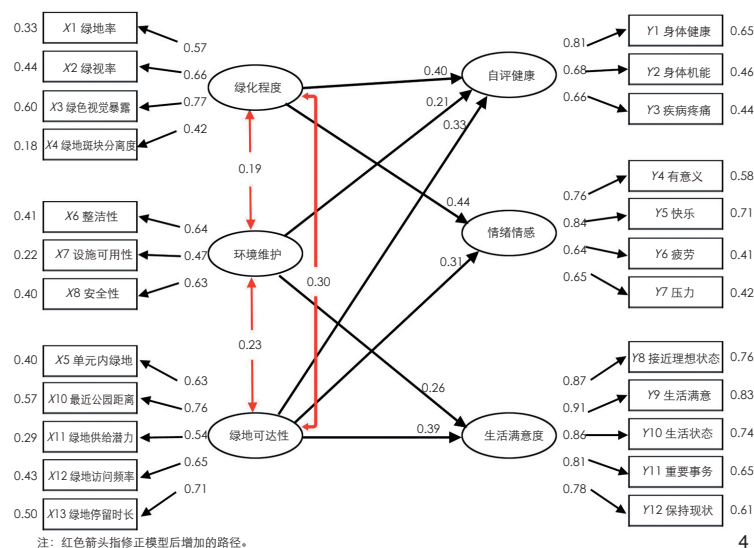 0.33 X1 绿地率 0.57
0.44 X2 绿视率 0.66
0.60 X3 绿色视觉暴露 0.77
0.18 X4 绿地斑块分离度 0.42
绿化程度
0.41 X6 整洁性 0.64
0.22 X7 设施可用性 0.47
0.40 X8 安全性 0.63
环境维护
0.40 X5 单元内绿地 0.63
0.57 X10 最近公园距离 0.76
0.29 X11 绿地供给潜力 0.54
0.43 X12 绿地访问频率 0.65
0.50 X13 绿地停留时长 0.71
绿地可达性
0.19
0.23
0.30
0.40
0.21
0.33
0.44
0.31
0.26
0.39
自评健康
0.81 Y1 身体健康 0.65
0.68 Y2 身体机能 0.46
0.66 Y3 疾病疼痛 0.44
情绪情感
0.76 Y4 有意义 0.58
0.84 Y5 快乐 0.71
0.64 Y6 疲劳 0.41
0.65 Y7 压力 0.42
生活满意度
0.87 Y8 接近理想状态 0.76
0.91 Y9 生活满意 0.83
0.86 Y10 生活状态 0.74
0.81 Y11 重要事务 0.65
0.78 Y12 保持现状 0.61
注：红色箭头指修正模型后增加的路径。
4